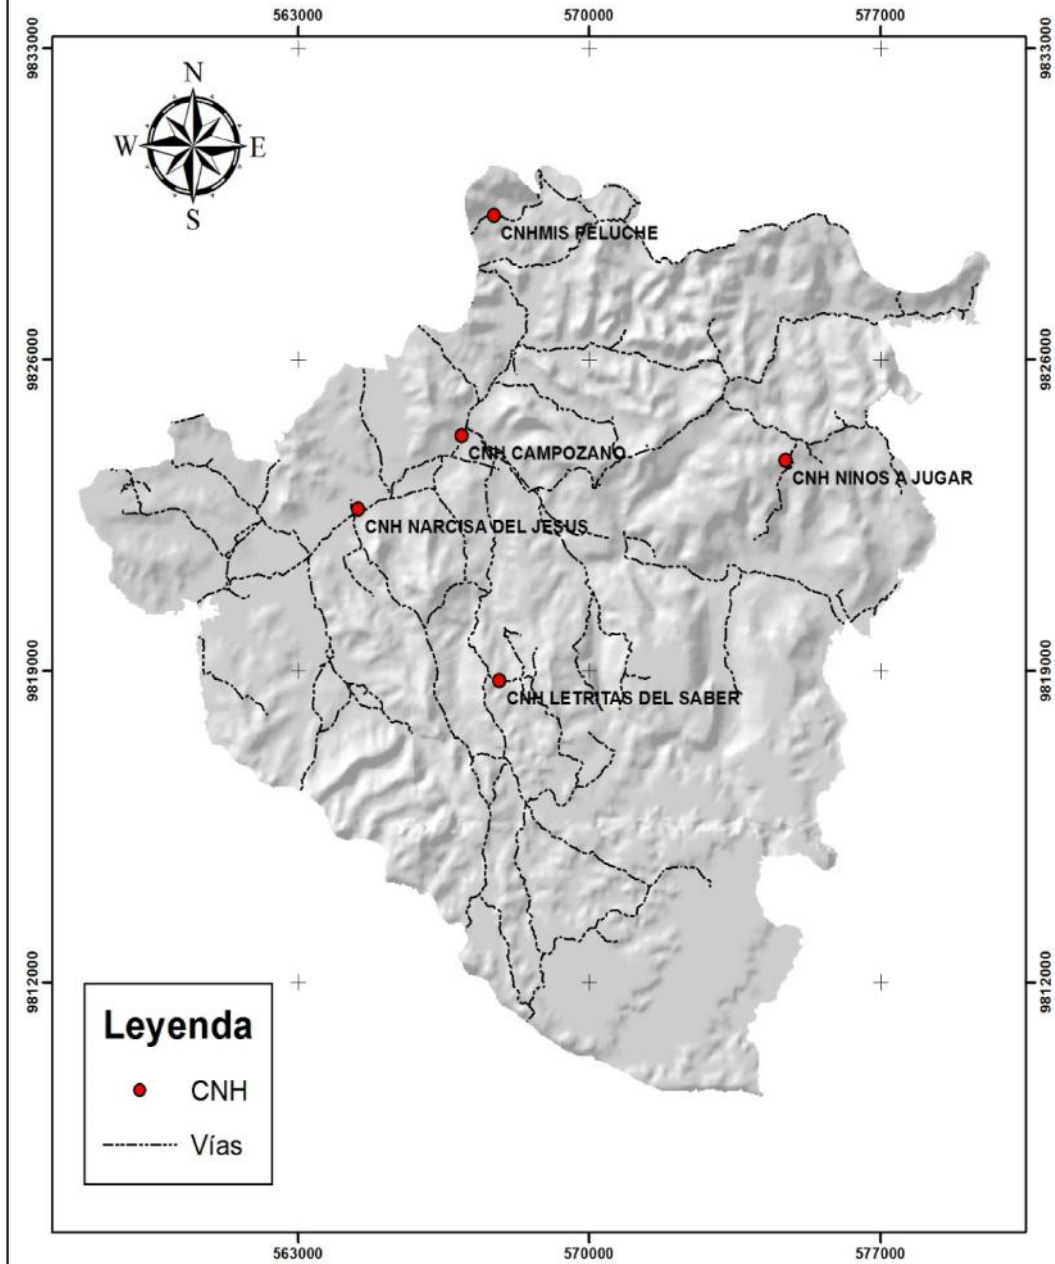 563000
570000
577000
9833000
9833000
N
W
E
S
CNHMIS PELUCHE
9826000
9826000
CNH CAMPOZANO
CNH NINOS A JUGAR
CNH NARCISA DEL JESUS
9819000
9819000
CNH LETRITAS DEL SABER
9812000
9812000
Leyenda
CNH
Vías
563000
570000
577000